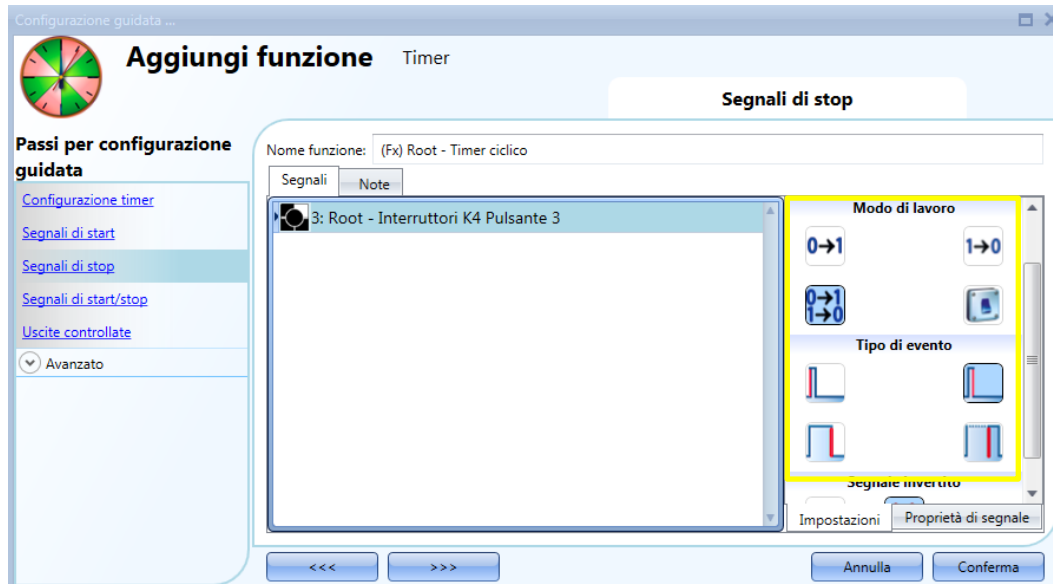 Configurazione guidata ...
Aggiungi funzione Timer
Segnali di stop
Passi per configurazione
guidata
Configurazione timer
Segnali di start
Segnali di stop
Segnali di start/stop
Uscite controllate
Avanzato
Nome funzione: (Fx) Root - Timer ciclico
Segnali Note
3: Root - Interruttori K4 Pulsante 3
Modo di lavoro
0→1 1→0
0→1
1→0
Tipo di evento
Segnale invertito
Impostazioni Proprietà di segnale
<<< >>> Annulla Conferma